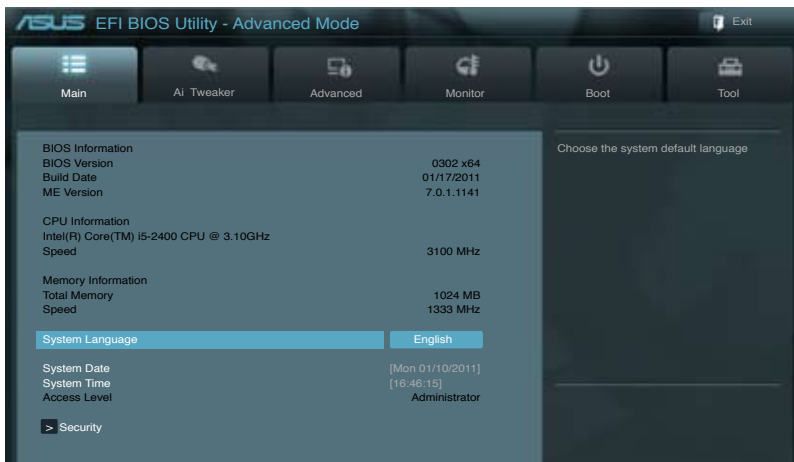 ASUS EFI BIOS Utility - Advanced Mode
Exit
Main Ai Tweaker Advanced Monitor Boot Tool
BIOS Information
BIOS Version 0302 x64
Build Date 01/17/2011
ME Version 7.0.1.1141
CPU Information
Intel(R) Core(TM) i5-2400 CPU @ 3.10GHz
Speed 3100 MHz
Memory Information
Total Memory 1024 MB
Speed 1333 MHz
System Language English
System Date [Mon 01/10/2011]
System Time [16:46:15]
Access Level Administrator
> Security
Choose the system default language